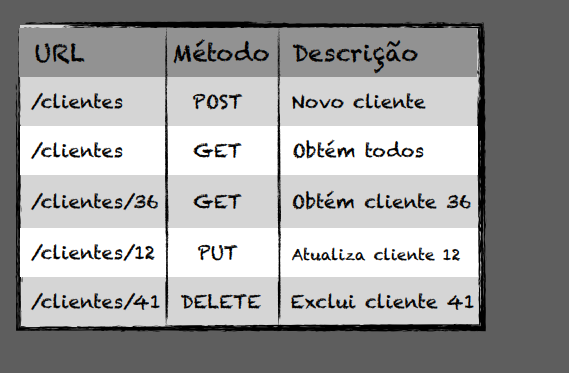 URL Método Descrição
/clientes POST Novo cliente
/clientes GET Obtém todos
/clientes/36 GET Obtém cliente 36
/clientes/12 PUT Atualiza cliente 12
/clientes/41 DELETE Exclui cliente 41